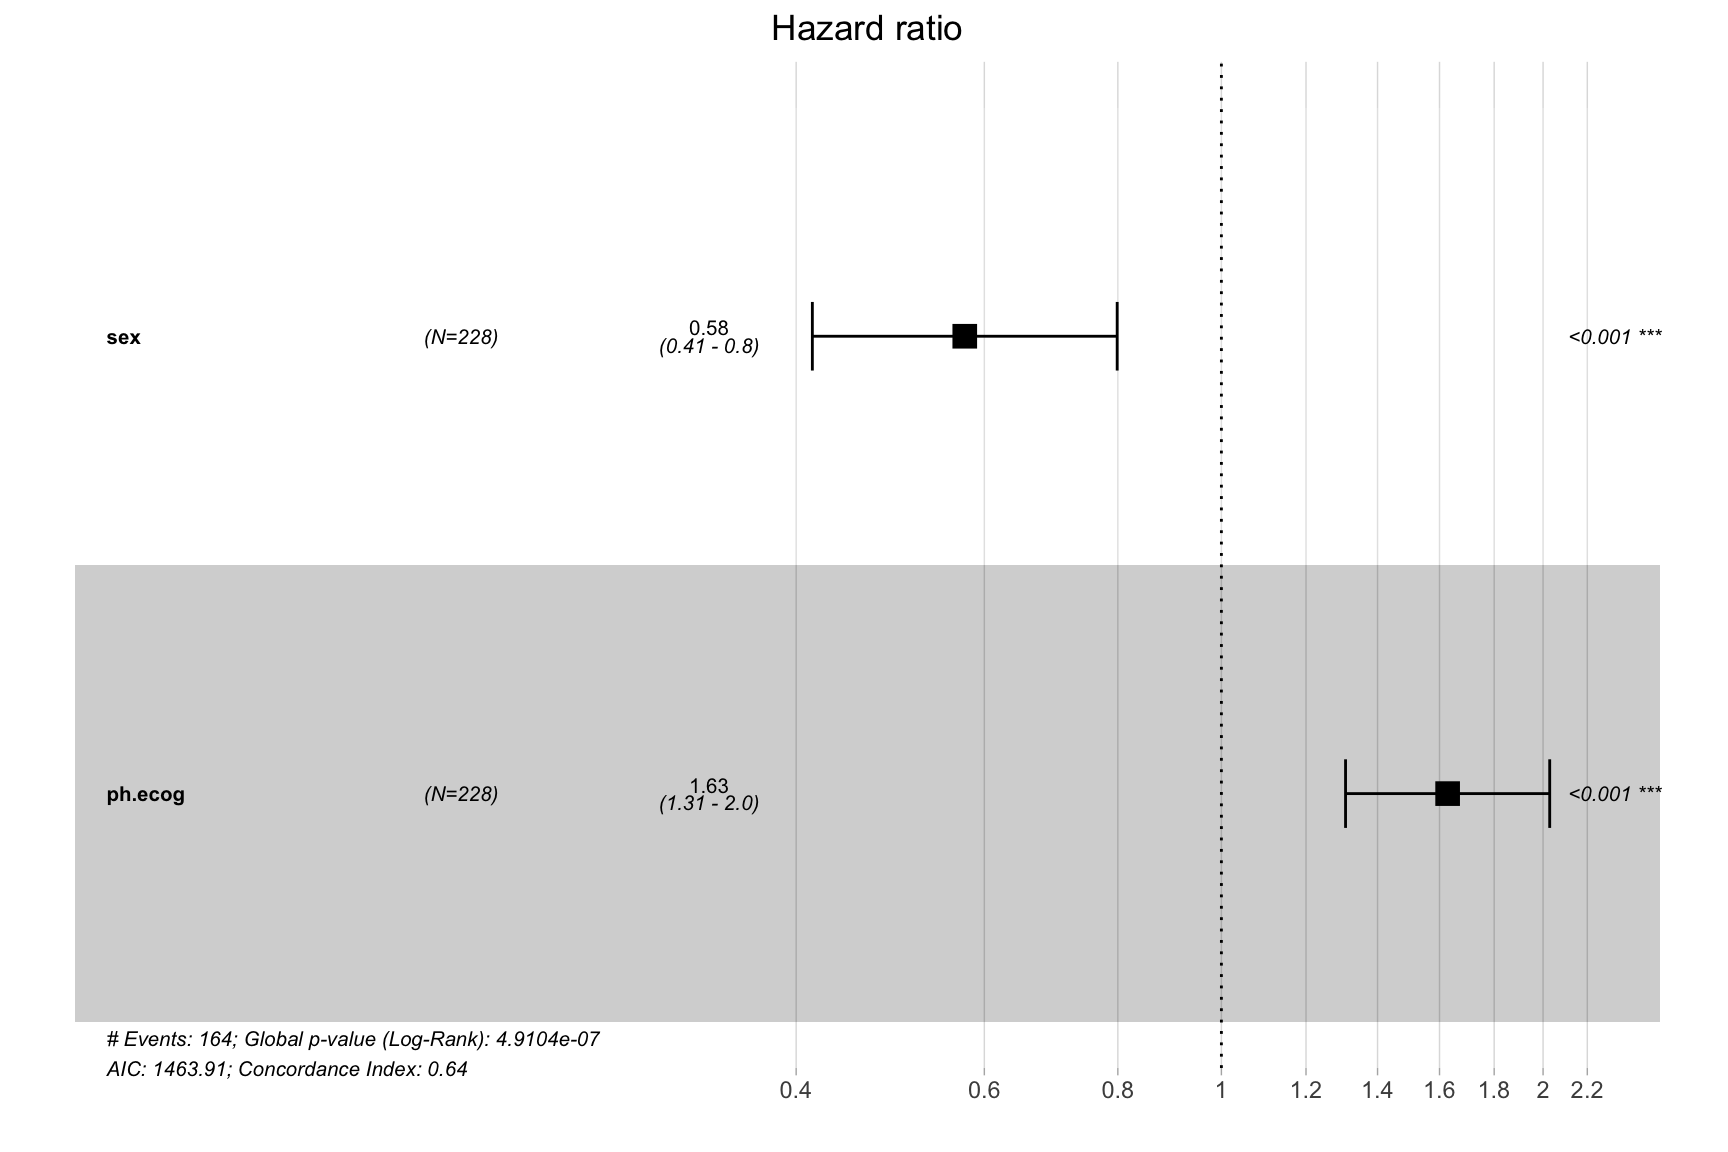 Hazard ratio
sex (N=228) 0.58 <0.001 ***
(0.41 - 0.8)
ph.ecog (N=228) 1.63 <0.001 ***
(1.31 - 2.0)
# Events: 164; Global p-value (Log-Rank): 4.9104e-07
AIC: 1463.91; Concordance Index: 0.64
0.4 0.6 0.8 1 1.2 1.4 1.6 1.8 2 2.2